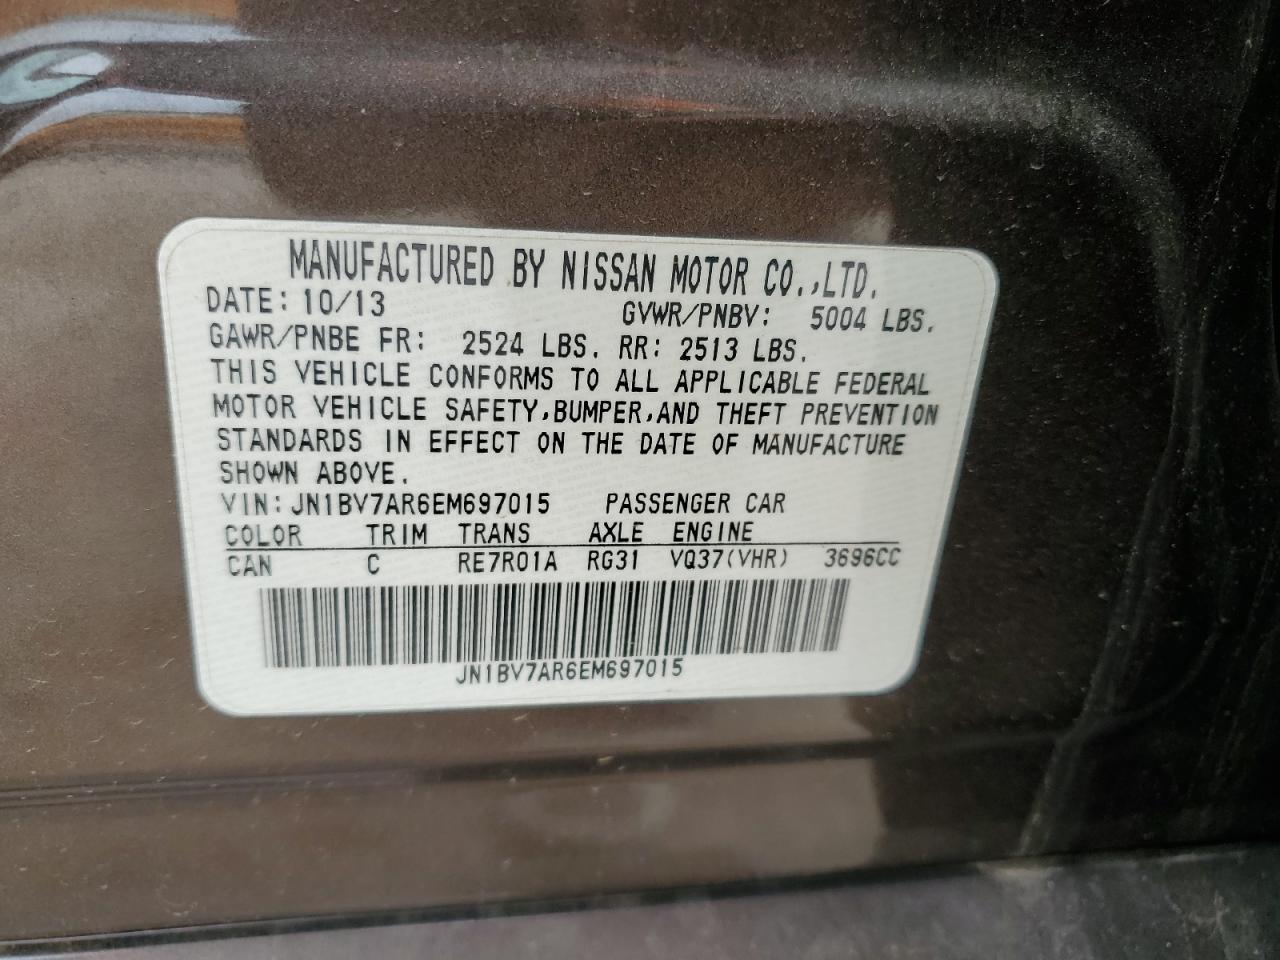 MANUFACTURED BY NISSAN MOTOR CO.,LTD.
DATE: 10/13 GVWR/PNBV: 5004 LBS.
GAWR/PNBE FR: 2524 LBS. RR: 2513 LBS.
THIS VEHICLE CONFORMS TO ALL APPLICABLE FEDERAL
MOTOR VEHICLE SAFETY,BUMPER,AND THEFT PREVENTION
STANDARDS IN EFFECT ON THE DATE OF MANUFACTURE
SHOWN ABOVE.
VIN:JN1BV7AR6EM697015 PASSENGER CAR
COLOR TRIM TRANS AXLE ENGINE
CAN C RE7R01A RG31 VQ37(VHR) 3696CC
JN1BV7AR6EM697015